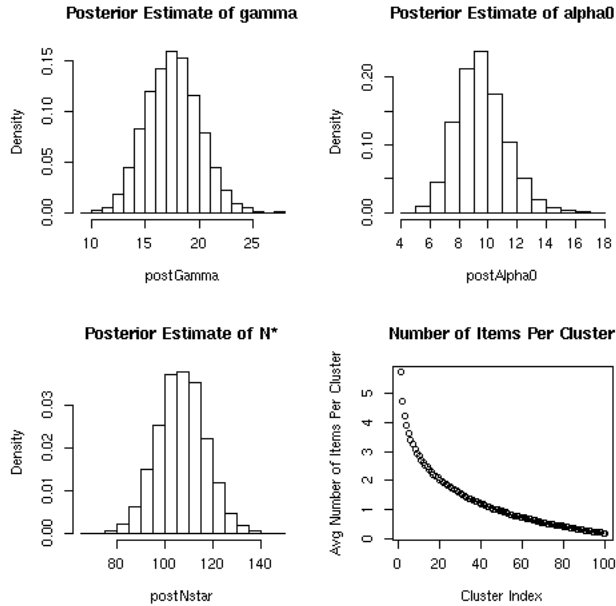 Posterior Estimate of gamma
Density
0.00 0.05 0.10 0.15
10 15 20 25
postGamma
Posterior Estimate of alpha0
Density
0.00 0.10 0.20
4 6 8 10 12 14 16 18
postAlpha0
Posterior Estimate of N*
Density
0.00 0.01 0.02 0.03
80 100 120 140
postNstar
Number of Items Per Cluster
Avg Number of Items Per Cluster
0 1 2 3 4 5
0 20 40 60 80 100
Cluster Index